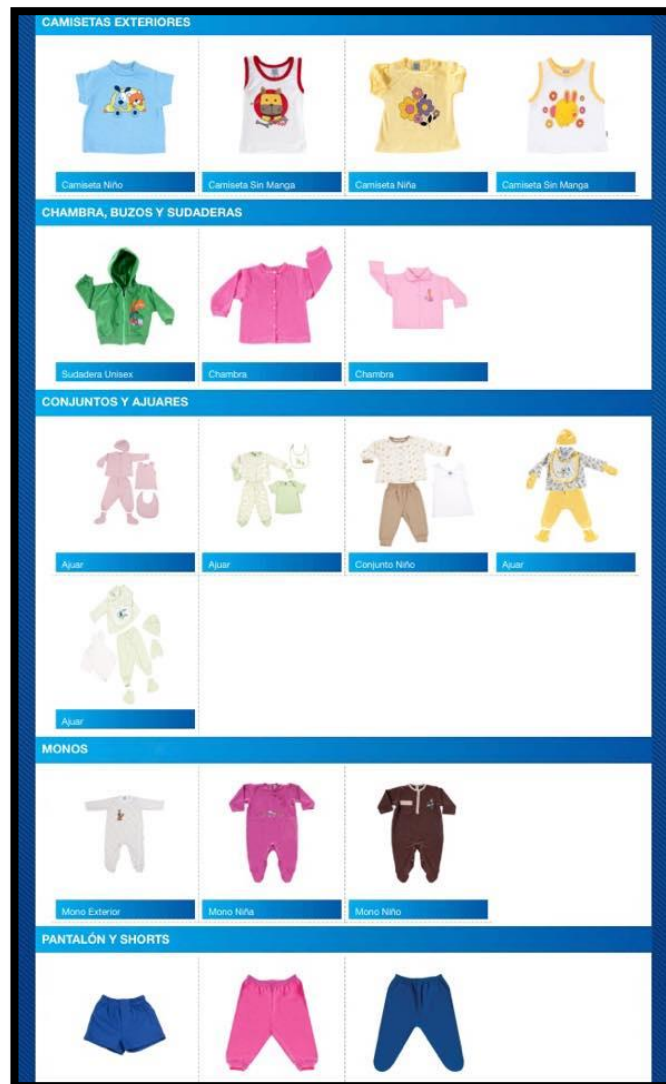 CAMISETAS EXTERIORES
Camiseta Niño
Camiseta Sin Manga
Camiseta Niña
Camiseta Sin Manga
CHAMBRA, BUZOS Y SUDADERAS
Sudadera Unisex
Chambra
Chambra
CONJUNTOS Y AJUARES
Ajuar
Ajuar
Conjunto Niño
Ajuar
Ajuar
MONOS
Mono Exterior
Mono Niña
Mono Niño
PANTALÓN Y SHORTS